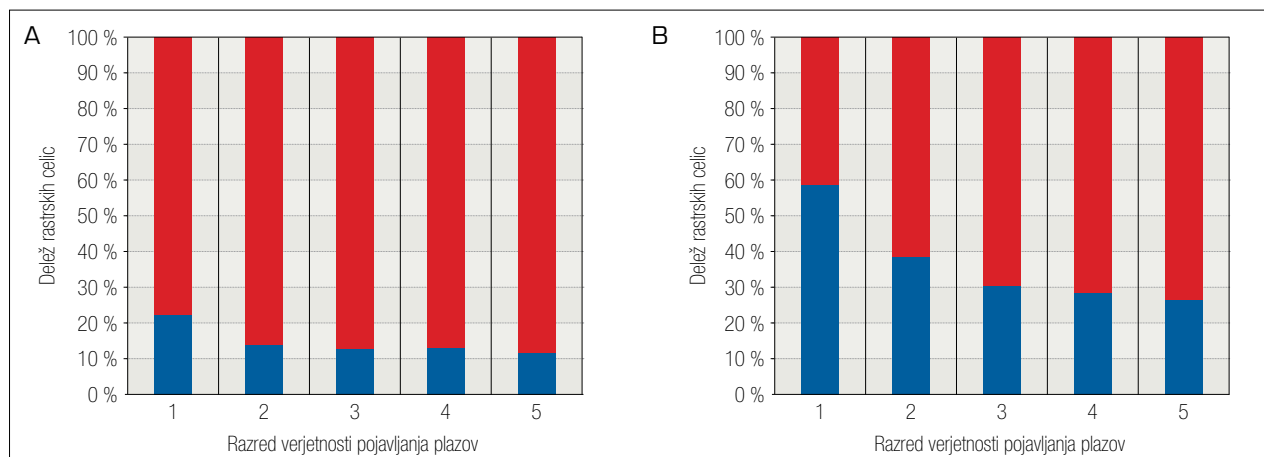 A
100 %
90 %
80 %
70 %
60 %
50 %
40 %
30 %
20 %
10 %
0 %
Delež rastrskih celic
1 2 3 4 5
Razred verjetnosti pojavljanja plazov
B
100 %
90 %
80 %
70 %
60 %
50 %
40 %
30 %
20 %
10 %
0 %
Delež rastrskih celic
1 2 3 4 5
Razred verjetnosti pojavljanja plazov